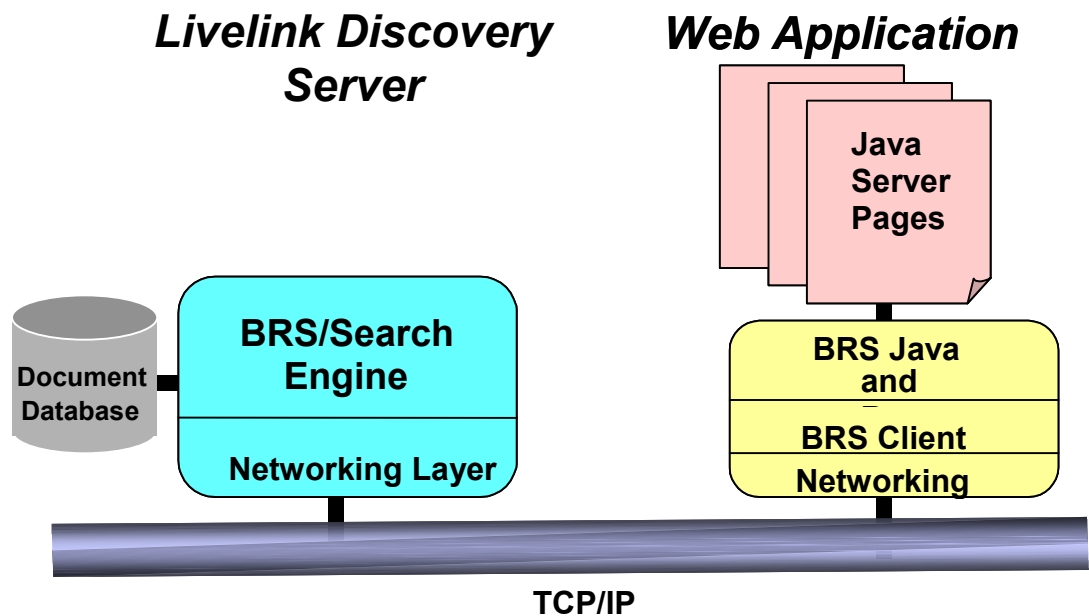 Livelink Discovery
Server
Web Application
Java
Server
Pages
BRS/Search
Engine
Document
Database
Networking Layer
BRS Java
and
BRS Client
Networking
TCP/IP